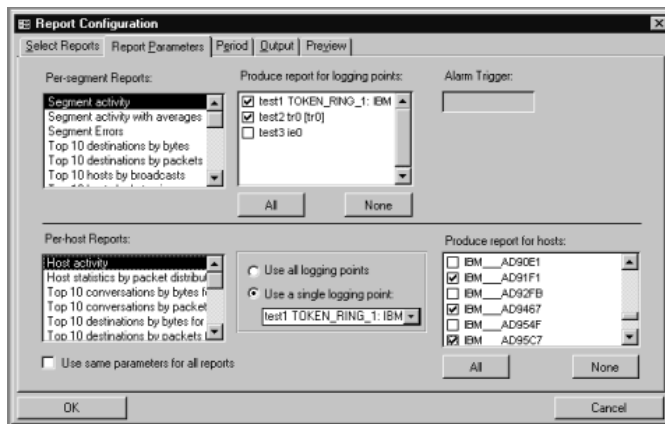 Report Configuration
Select Reports Report Parameters Period Output Preview
Per-segment Reports:
Segment activity
Segment activity with averages
Segment Errors
Top 10 destinations by bytes
Top 10 destinations by packets
Top 10 hosts by broadcasts
Produce report for logging points:
test1 TOKEN_RING_1: IBM
test2 tr0 [tr0]
test3 ie0
All None
Alarm Trigger:
Per-host Reports:
Host activity
Host statistics by packet distribut
Top 10 conversations by bytes f
Top 10 conversations by packet
Top 10 destinations by bytes for
Top 10 destinations by packets
Use same parameters for all reports
Use all logging points
Use a single logging point:
test1 TOKEN_RING_1: IBM
Produce report for hosts:
IBM___AD90E1
IBM___AD91F1
IBM___AD92FB
IBM___AD9467
IBM___AD954F
IBM___AD95C7
All None
OK Cancel